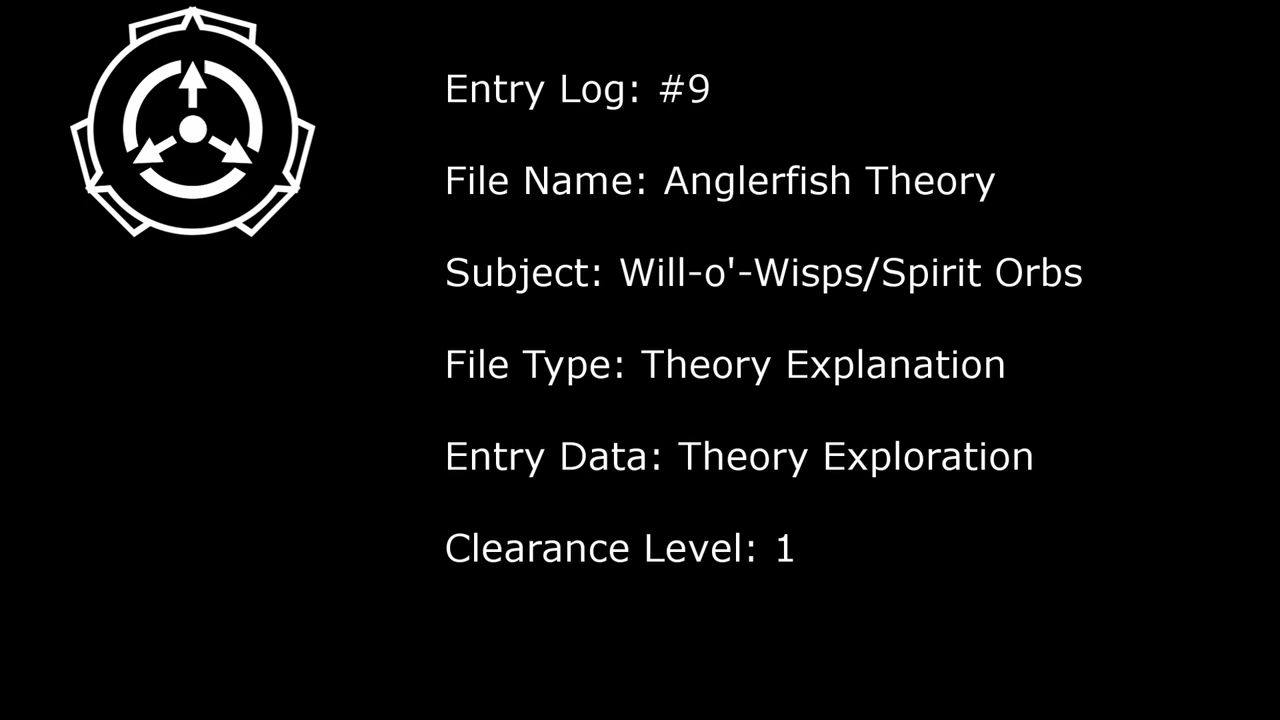 Entry Log: #9
File Name: Anglerfish Theory
Subject: Will-o'-Wisps/Spirit Orbs
File Type: Theory Explanation
Entry Data: Theory Exploration
Clearance Level: 1